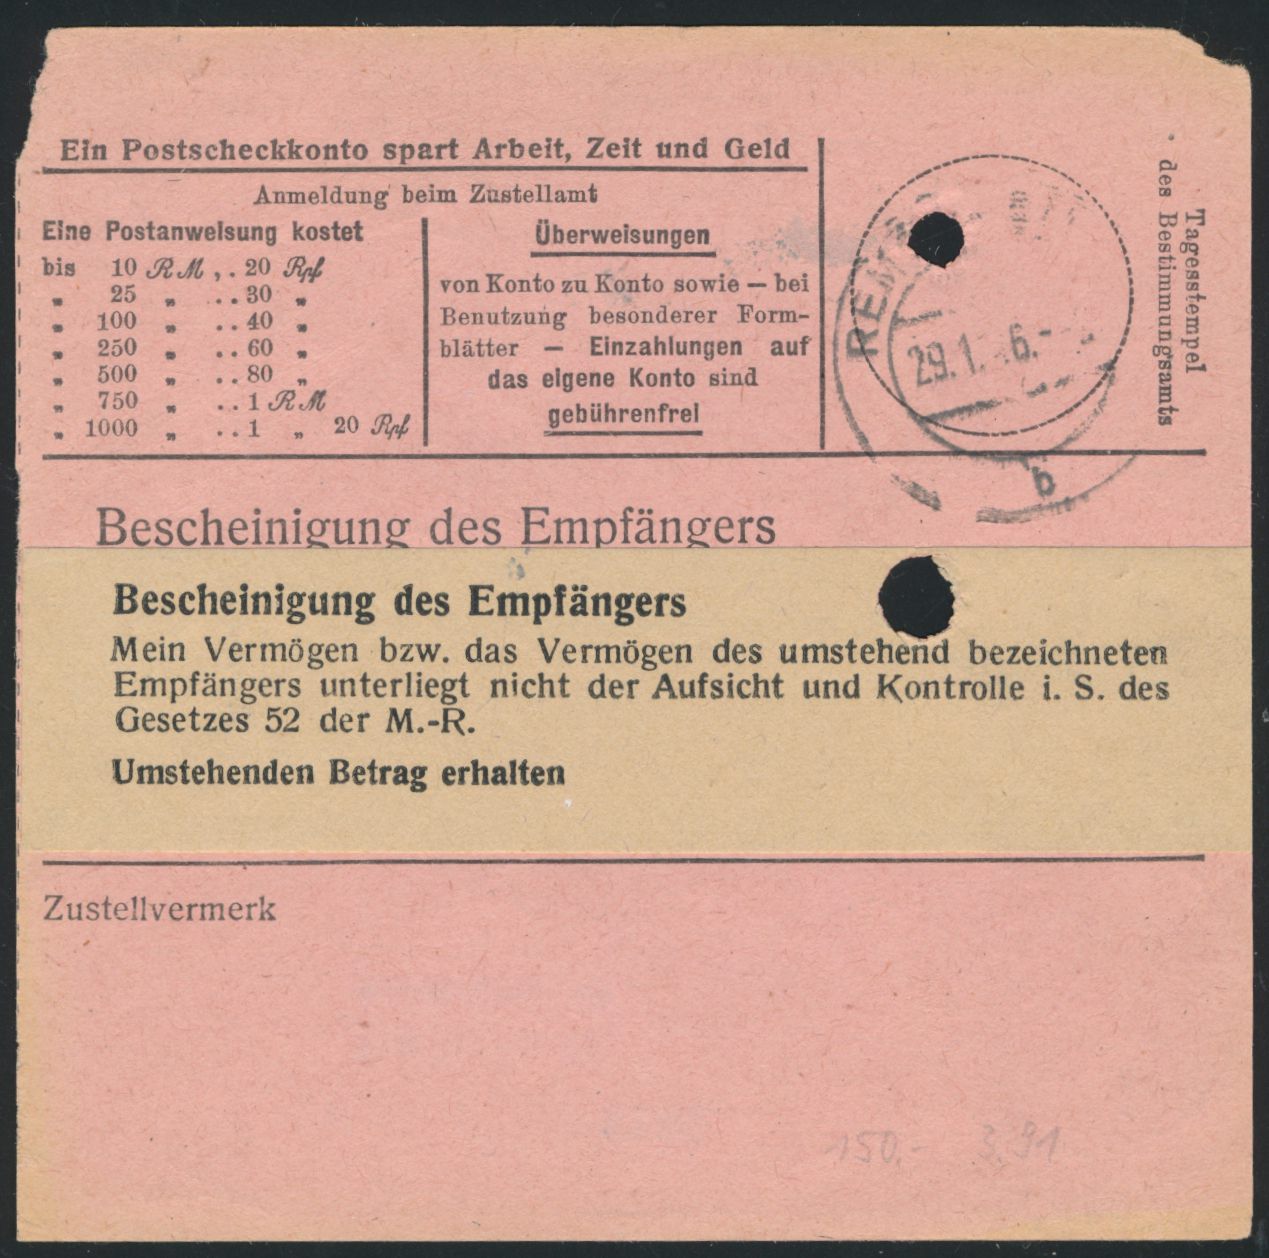 Ein Postscheckkonto spart Arbeit, Zeit und Geld
Anmeldung beim Zustellamt
Eine Postanweisung kostet
bis 10 RM , . 20 Rpf
„ 25 „ . . 30 „
„ 100 „ . . 40 „
„ 250 „ . . 60 „
„ 500 „ . . 80 „
„ 750 „ . . 1 RM
„ 1000 „ . . 1 „ 20 Rpf
Überweisungen
von Konto zu Konto sowie — bei
Benutzung besonderer Form-
blätter — Einzahlungen auf
das eigene Konto sind
gebührenfrei
Tagesstempel
des Bestimmungsamts
29.1. 6.-
b
Bescheinigung des Empfängers
Bescheinigung des Empfängers
Mein Vermögen bzw. das Vermögen des umstehend bezeichneten
Empfängers unterliegt nicht der Aufsicht und Kontrolle i. S. des
Gesetzes 52 der M.-R.
Umstehenden Betrag erhalten
Zustellvermerk
150.- 3.91